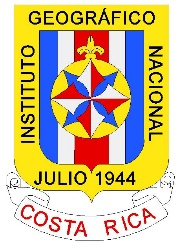 INSTITUTO
GEOGRÁFICO
NACIONAL
JULIO 1944
COSTA RICA